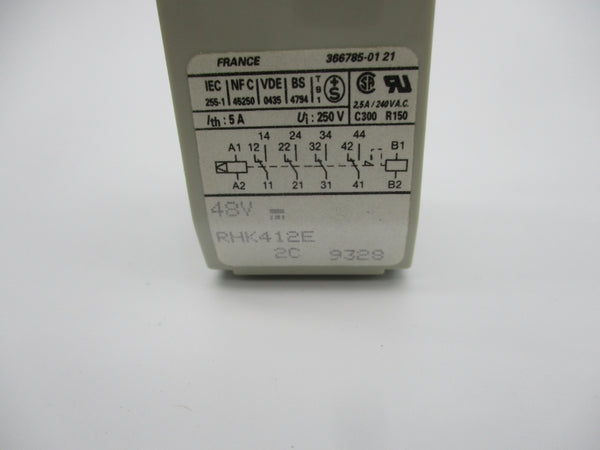 FRANCE 366785-01 21
IEC NF C VDE BS T
255-1 45250 0435 4794 B S
1
2,5A / 240V A.C.
Ith : 5 A Ui : 250 V C300 R150
14 24 34 44
A1 12 22 32 42 B1
A2 11 21 31 41 B2
48V
RHK412E
2C 9328